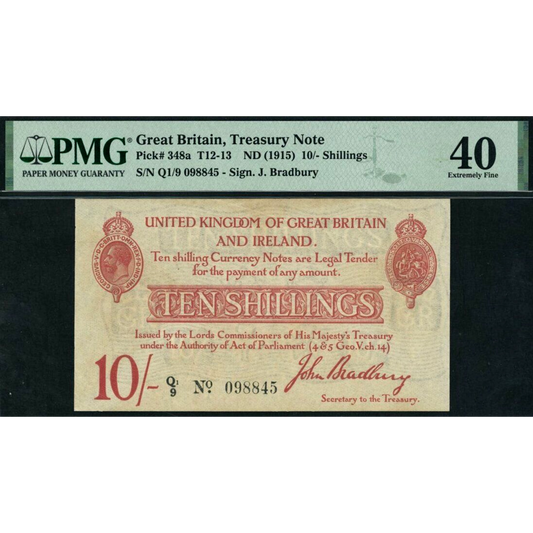 PMG
PAPER MONEY GUARANTY
Great Britain, Treasury Note
Pick# 348a T12-13 ND (1915) 10/- Shillings
S/N Q1/9 098845 - Sign. J. Bradbury
40
Extremely Fine
UNITED KINGDOM OF GREAT BRITAIN
AND IRELAND.
Ten shilling Currency Notes are Legal Tender
for the payment of any amount.
TEN SHILLINGS
Issued by the Lords Commissioners of His Majesty's Treasury
under the Authority of Act of Parliament (4 & 5 Geo.V.ch.14)
10/- Q1/9 No. 098845 John Bradbury
Secretary to the Treasury.